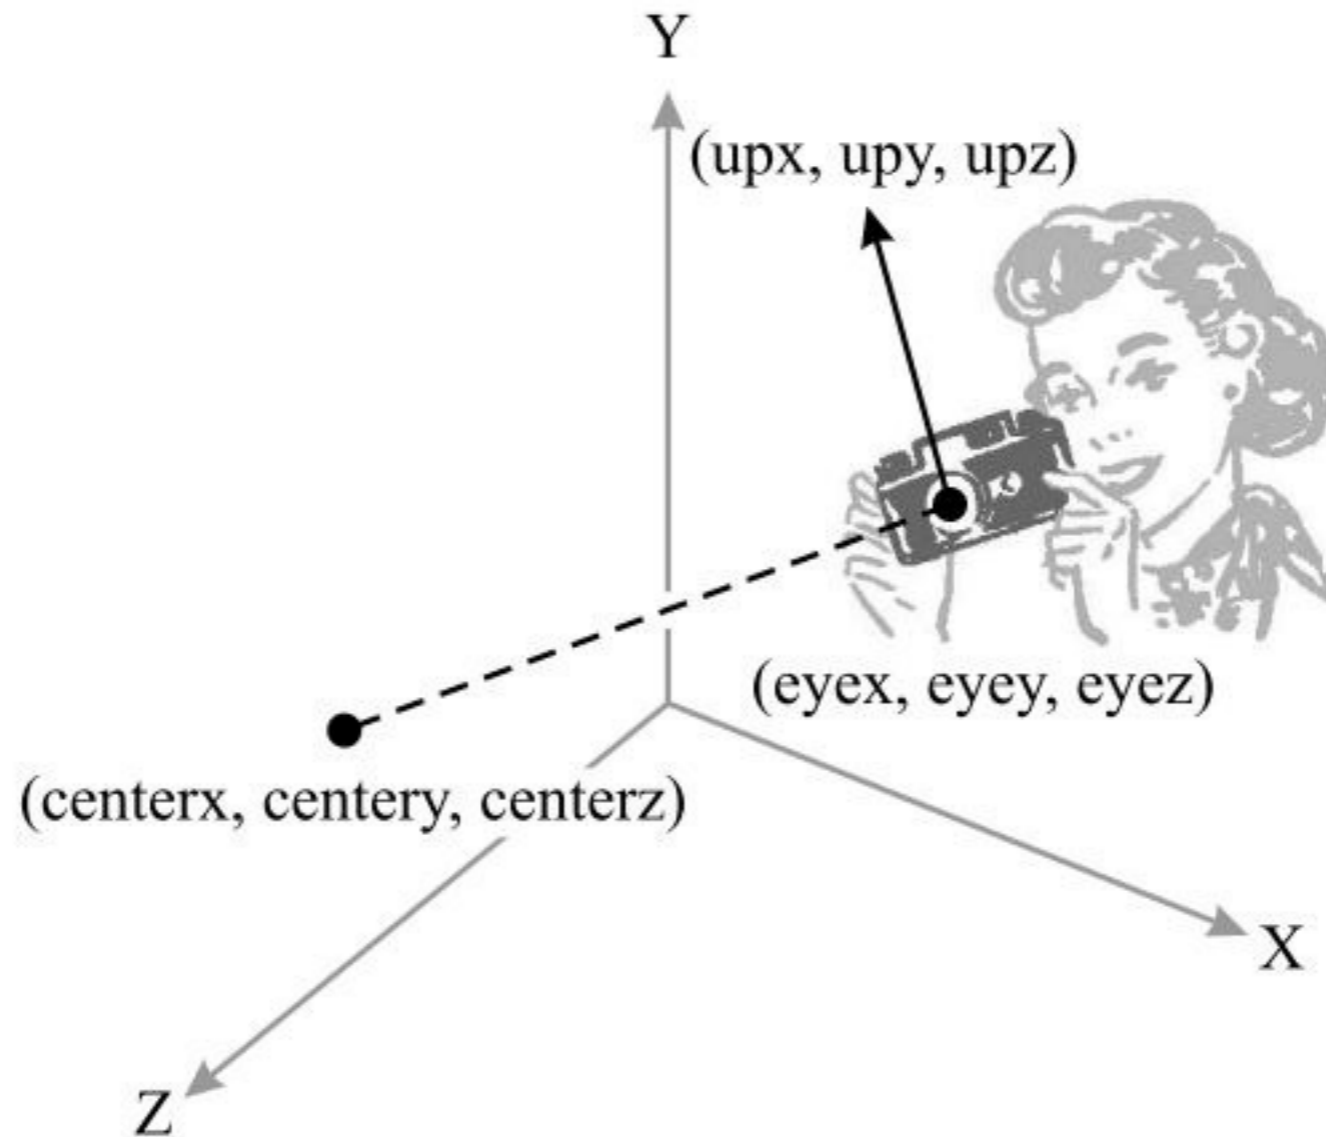 Y
(upx, upy, upz)
(eyex, eyey, eyez)
(centerx, centery, centerz)
X
Z